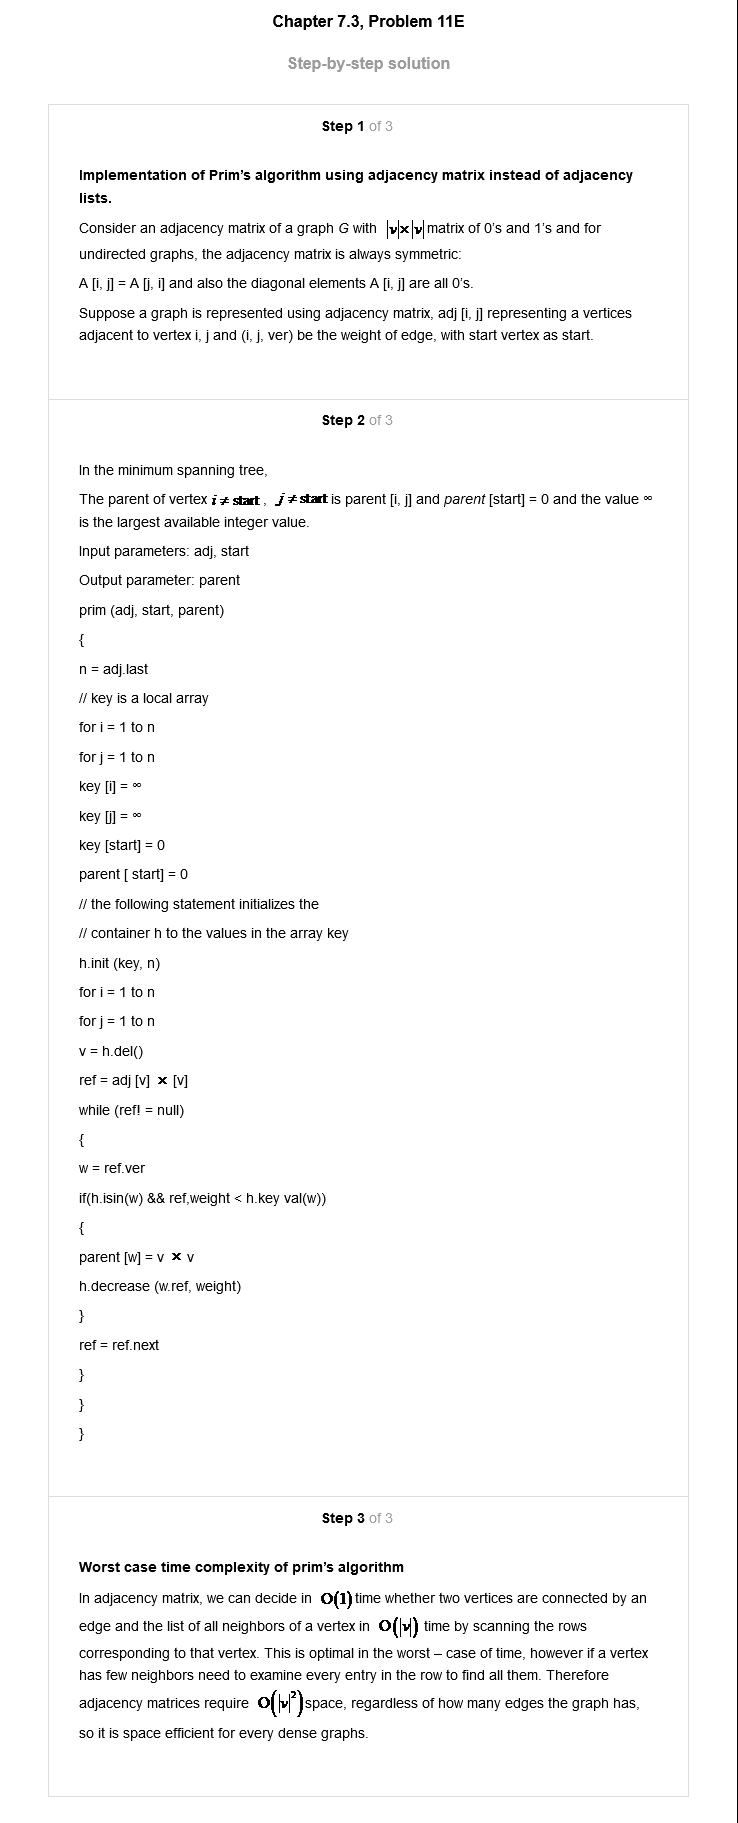 Chapter 7.3, Problem 11E
Step-by-step solution
Step 1 of 3
Implementation of Prim's algorithm using adjacency matrix instead of adjacency
lists.
Consider an adjacency matrix of a graph G with |v|×|v| matrix of 0's and 1's and for
undirected graphs, the adjacency matrix is always symmetric:
A [i, j] = A [j, i] and also the diagonal elements A [i, j] are all 0's.
Suppose a graph is represented using adjacency matrix, adj [i, j] representing a vertices
adjacent to vertex i, j and (i, j, ver) be the weight of edge, with start vertex as start.
Step 2 of 3
In the minimum spanning tree,
The parent of vertex i ≠ start , j ≠ start is parent [i, j] and parent [start] = 0 and the value ∞
is the largest available integer value.
Input parameters: adj, start
Output parameter: parent
prim (adj, start, parent)
{
n = adj.last
// key is a local array
for i = 1 to n
for j = 1 to n
key [i] = ∞
key [j] = ∞
key [start] = 0
parent [ start] = 0
// the following statement initializes the
// container h to the values in the array key
h.init (key, n)
for i = 1 to n
for j = 1 to n
v = h.del()
ref = adj [v] × [v]
while (ref! = null)
{
w = ref.ver
if(h.isin(w) && ref,weight < h.key val(w))
{
parent [w] = v × v
h.decrease (w.ref, weight)
}
ref = ref.next
}
}
}
Step 3 of 3
Worst case time complexity of prim's algorithm
In adjacency matrix, we can decide in O(1) time whether two vertices are connected by an
edge and the list of all neighbors of a vertex in O(|v|) time by scanning the rows
corresponding to that vertex. This is optimal in the worst – case of time, however if a vertex
has few neighbors need to examine every entry in the row to find all them. Therefore
adjacency matrices require O(|v|²) space, regardless of how many edges the graph has,
so it is space efficient for every dense graphs.